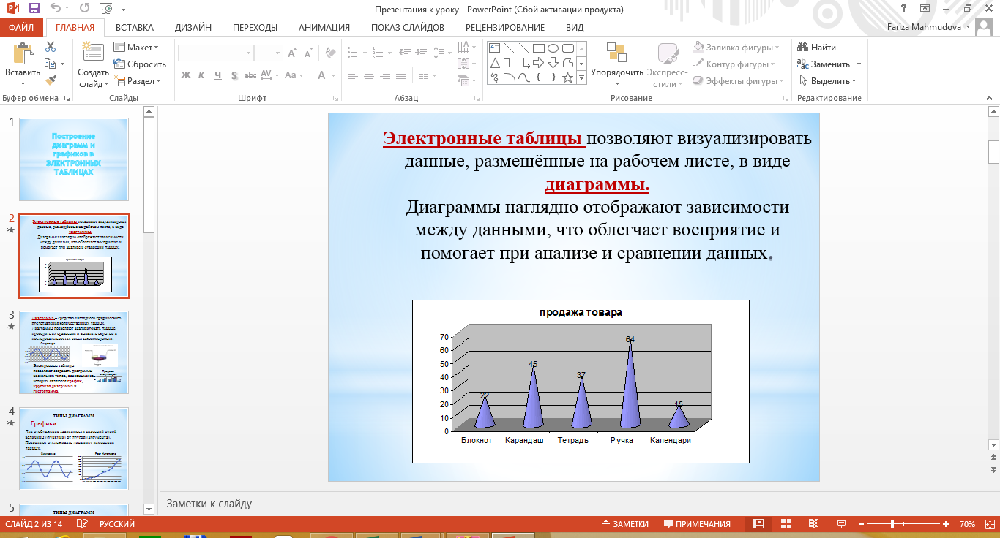 Презентация к уроку - PowerPoint (Сбой активации продукта)
ФАЙЛ ГЛАВНАЯ ВСТАВКА ДИЗАЙН ПЕРЕХОДЫ АНИМАЦИЯ ПОКАЗ СЛАЙДОВ РЕЦЕНЗИРОВАНИЕ ВИД Fariza Mahmudova
Вставить
Буфер обмена
Создать слайд
Макет
Сбросить
Раздел
Слайды
Ж К Ч S abc AV Aa A
Шрифт
Абзац
Упорядочить
Экспресс-стили
Заливка фигуры
Контур фигуры
Эффекты фигуры
Рисование
Найти
Заменить
Выделить
Редактирование
1
Построение
диаграмм и
графиков в
ЭЛЕКТРОННЫХ
ТАБЛИЦАХ
2
Электронные таблицы позволяют визуализировать
данные, размещённые на рабочем листе, в виде
диаграммы.
Диаграммы наглядно отображают зависимости
между данными, что облегчает восприятие и
помогает при анализе и сравнении данных.
3
Диаграмма – средство наглядного графического
представления количественных данных.
Диаграммы позволяют анализировать данные,
проводить их сравнение и выявлять скрытые в
последовательностях чисел закономерности.
Электронные таблицы
позволяют создавать диаграммы
нескольких типов, основными из
которых являются график,
круговая диаграмма и
гистограмма.
4
ТИПЫ ДИАГРАММ
Графики
Для отображения зависимости значений одной
величины (функции) от другой (аргумента).
Позволяют отслеживать динамику изменения
данных.
5
ТИПЫ ДИАГРАММ
Электронные таблицы позволяют визуализировать
данные, размещённые на рабочем листе, в виде
диаграммы.
Диаграммы наглядно отображают зависимости
между данными, что облегчает восприятие и
помогает при анализе и сравнении данных.
продажа товара
70
60
50
40
30
20
10
0
22 45 37 64 15
Блокнот Карандаш Тетрадь Ручка Календари
Заметки к слайду
СЛАЙД 2 ИЗ 14 РУССКИЙ ЗАМЕТКИ ПРИМЕЧАНИЯ 70%